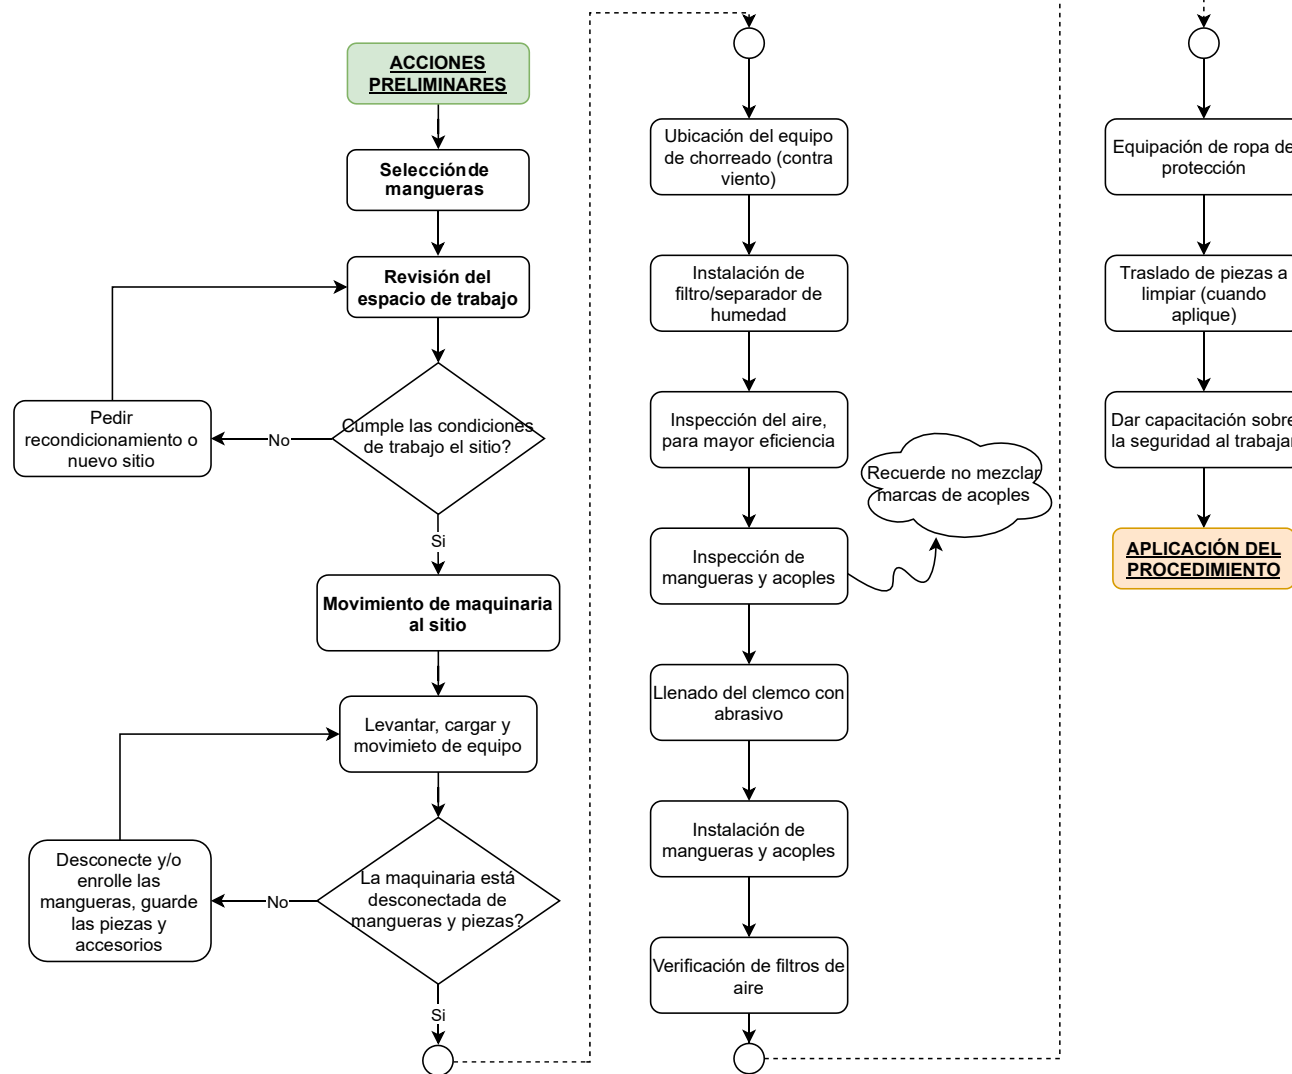 ACCIONES
PRELIMINARES
Selección de
mangueras
Revisión del
espacio de trabajo
Cumple las condiciones
de trabajo el sitio?
No
Pedir
recondicionamiento o
nuevo sitio
Si
Movimiento de maquinaria
al sitio
Levantar, cargar y
movimieto de equipo
La maquinaria está
desconectada de
mangueras y piezas?
No
Desconecte y/o
enrolle las
mangueras, guarde
las piezas y
accesorios
Si
Ubicación del equipo
de chorreado (contra
viento)
Instalación de
filtro/separador de
humedad
Inspección del aire,
para mayor eficiencia
Inspección de
mangueras y acoples
Recuerde no mezclar
marcas de acoples
Llenado del clemco con
abrasivo
Instalación de
mangueras y acoples
Verificación de filtros de
aire
Equipación de ropa de
protección
Traslado de piezas a
limpiar (cuando
aplique)
Dar capacitación sobre
la seguridad al trabajar
APLICACIÓN DEL
PROCEDIMIENTO